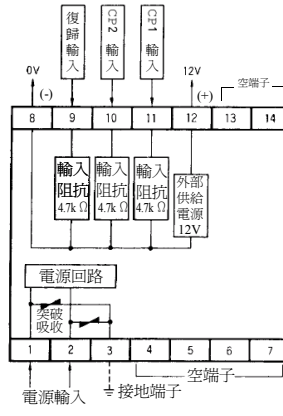 復歸輸入
CP2 輸入
CP1 輸入
0V
(-)
12V
(+)
空端子
8 9 10 11 12 13 14
輸入阻抗 4.7k Ω
輸入阻抗 4.7k Ω
輸入阻抗 4.7k Ω
外部供給電源 12V
電源回路
突破
吸收
1 2 3 4 5 6 7
電源輸入
接地端子
空端子